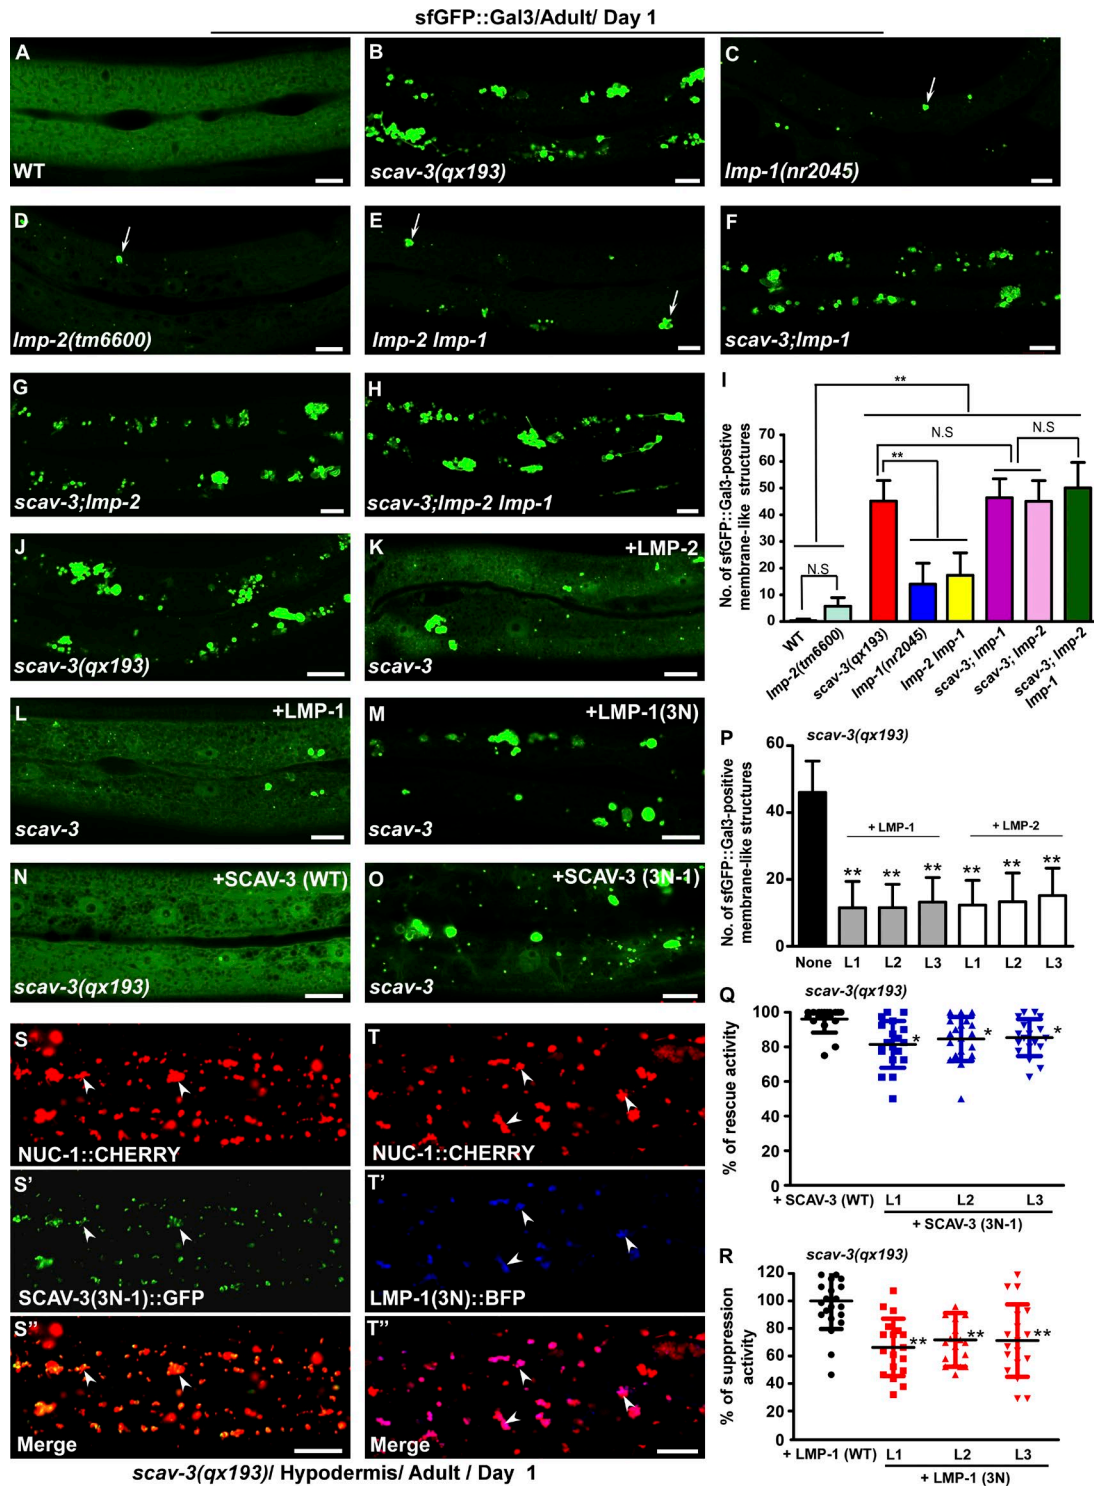 sfGFP::Gal3/Adult/ Day 1
A
WT
B
scav-3(qx193)
C
lmp-1(nr2045)
D
lmp-2(tm6600)
E
lmp-2 lmp-1
F
scav-3;lmp-1
G
scav-3;lmp-2
H
scav-3;lmp-2 lmp-1
I
No. of sfGFP::Gal3-postive
membrane-like structures
70
60
50
40
30
20
10
0
**
N.S
N.S
**
N.S
WT
lmp-2(tm6600)
scav-3(qx193)
lmp-1(nr2045)
lmp-2 lmp-1
scav-3; lmp-1
scav-3; lmp-2
scav-3; lmp-2
lmp-1
J
scav-3(qx193)
K
+LMP-2
scav-3
L
+LMP-1
scav-3
M
+LMP-1(3N)
scav-3
N
+SCAV-3 (WT)
scav-3(qx193)
O
+SCAV-3 (3N-1)
scav-3
P
scav-3(qx193)
No. of sfGFP::Gal3-positive
membrane-like structures
60
40
20
0
+ LMP-1
+ LMP-2
** ** ** ** ** **
None L1 L2 L3 L1 L2 L3
Q
scav-3(qx193)
% of rescue activity
100
80
60
40
20
0
* * *
+ SCAV-3 (WT) L1 L2 L3
+ SCAV-3 (3N-1)
R
scav-3(qx193)
% of suppression
activity
120
100
80
60
40
20
0
** ** **
+ LMP-1 (WT) L1 L2 L3
+ LMP-1 (3N)
S
NUC-1::CHERRY
S'
SCAV-3(3N-1)::GFP
S''
Merge
T
NUC-1::CHERRY
T'
LMP-1(3N)::BFP
T''
Merge
scav-3(qx193)/ Hypodermis/ Adult / Day 1